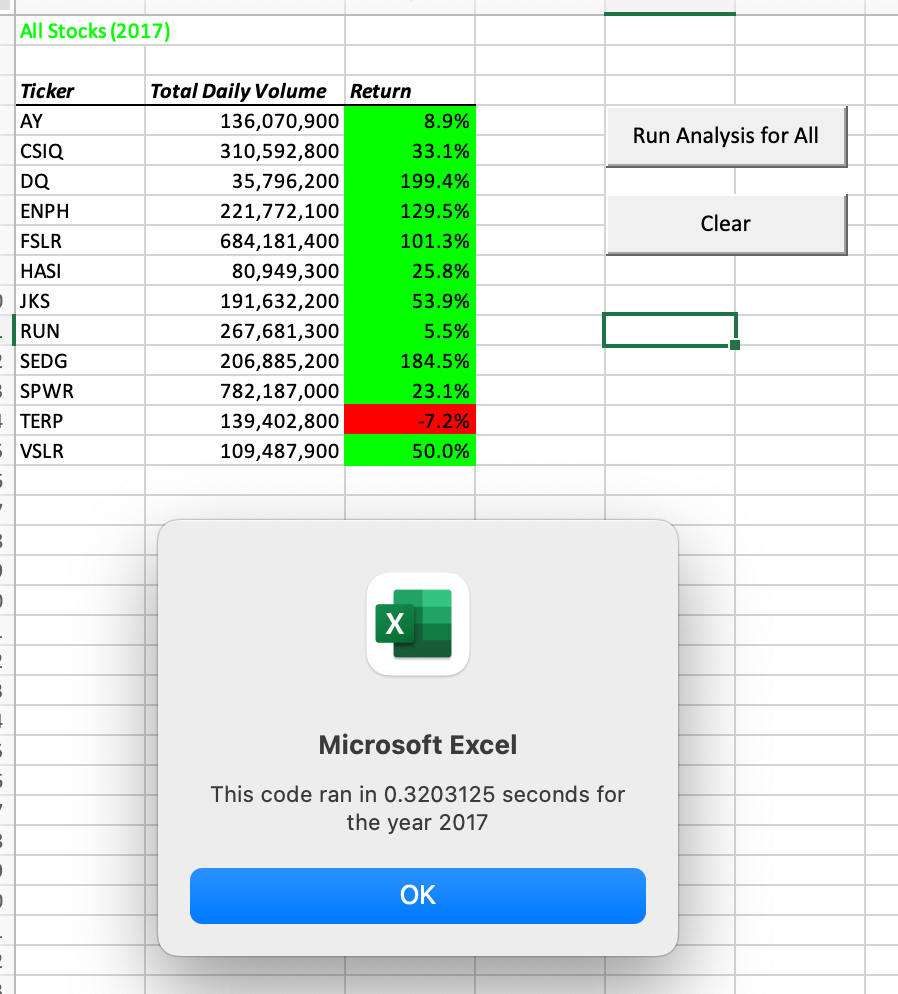 All Stocks (2017)
Ticker Total Daily Volume Return
AY 136,070,900 8.9%
CSIQ 310,592,800 33.1%
DQ 35,796,200 199.4%
ENPH 221,772,100 129.5%
FSLR 684,181,400 101.3%
HASI 80,949,300 25.8%
JKS 191,632,200 53.9%
RUN 267,681,300 5.5%
SEDG 206,885,200 184.5%
SPWR 782,187,000 23.1%
TERP 139,402,800 -7.2%
VSLR 109,487,900 50.0%
Run Analysis for All
Clear
X
Microsoft Excel
This code ran in 0.3203125 seconds for
the year 2017
OK